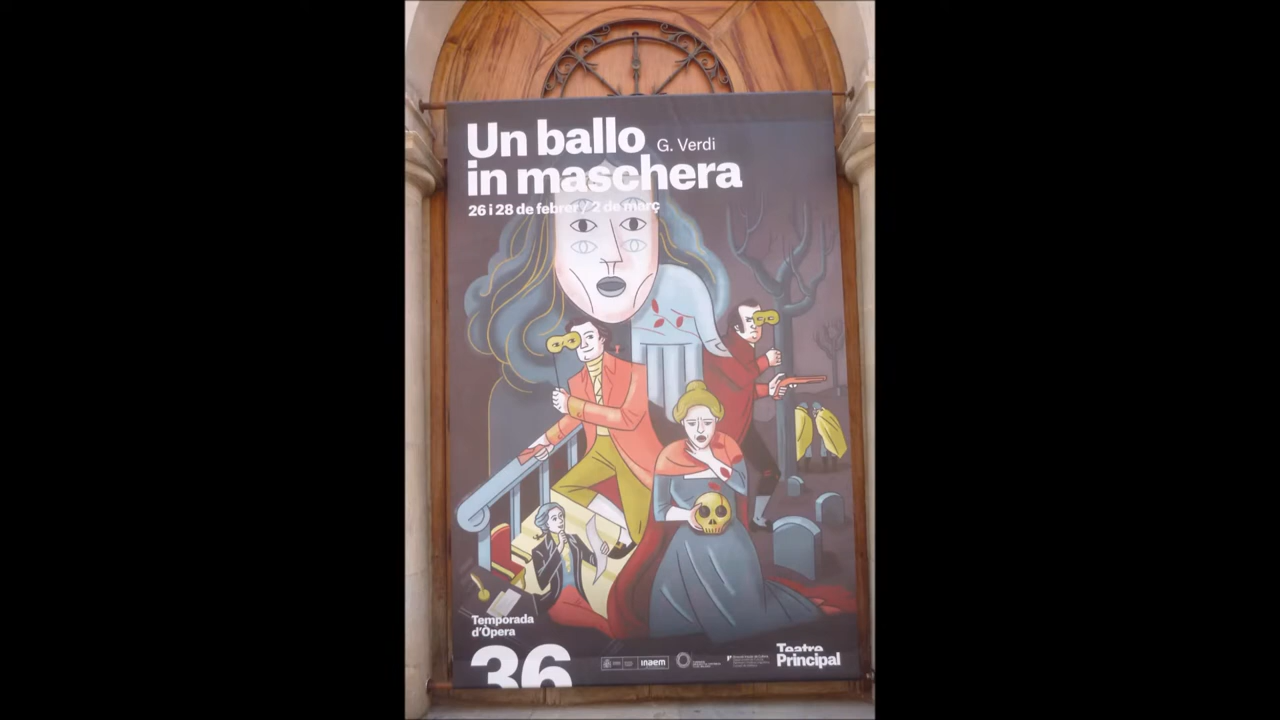 Un ballo G. Verdi
in maschera
26 i 28 de febrer / 2 de març
Temporada
d'Òpera
36
inaem
Teatre
Principal